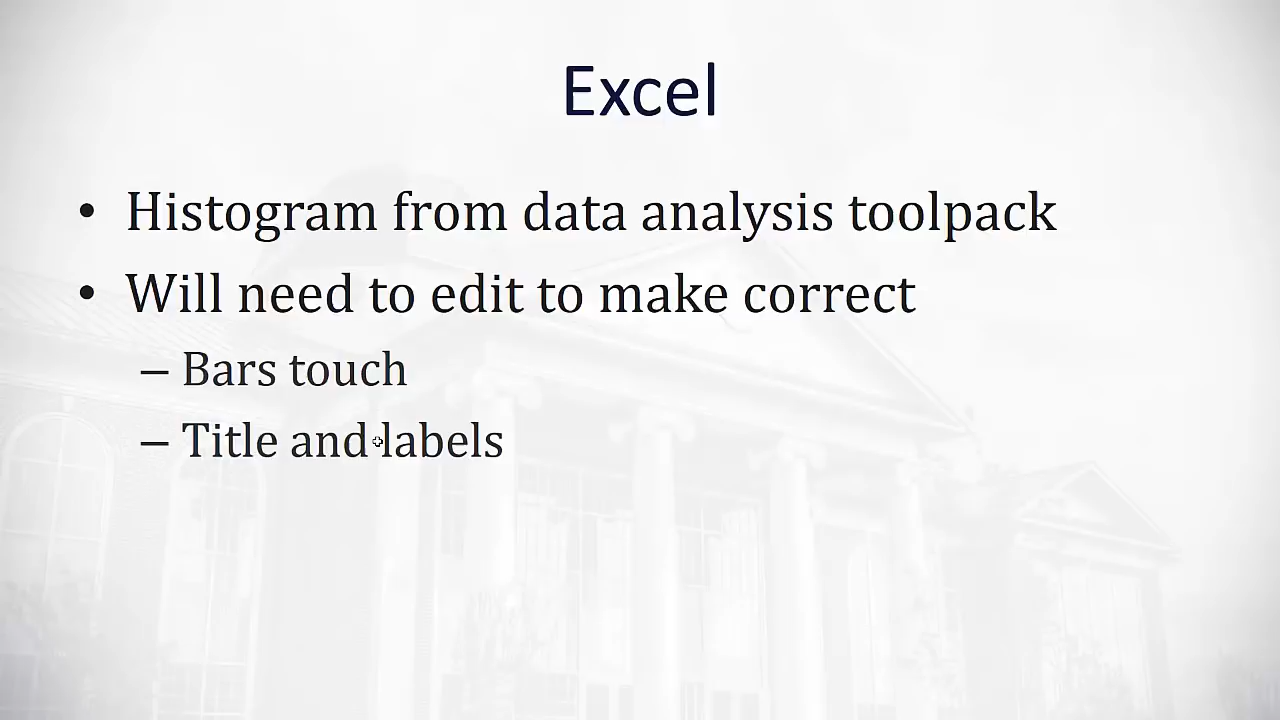 Excel
• Histogram from data analysis toolpack
• Will need to edit to make correct
– Bars touch
– Title and labels